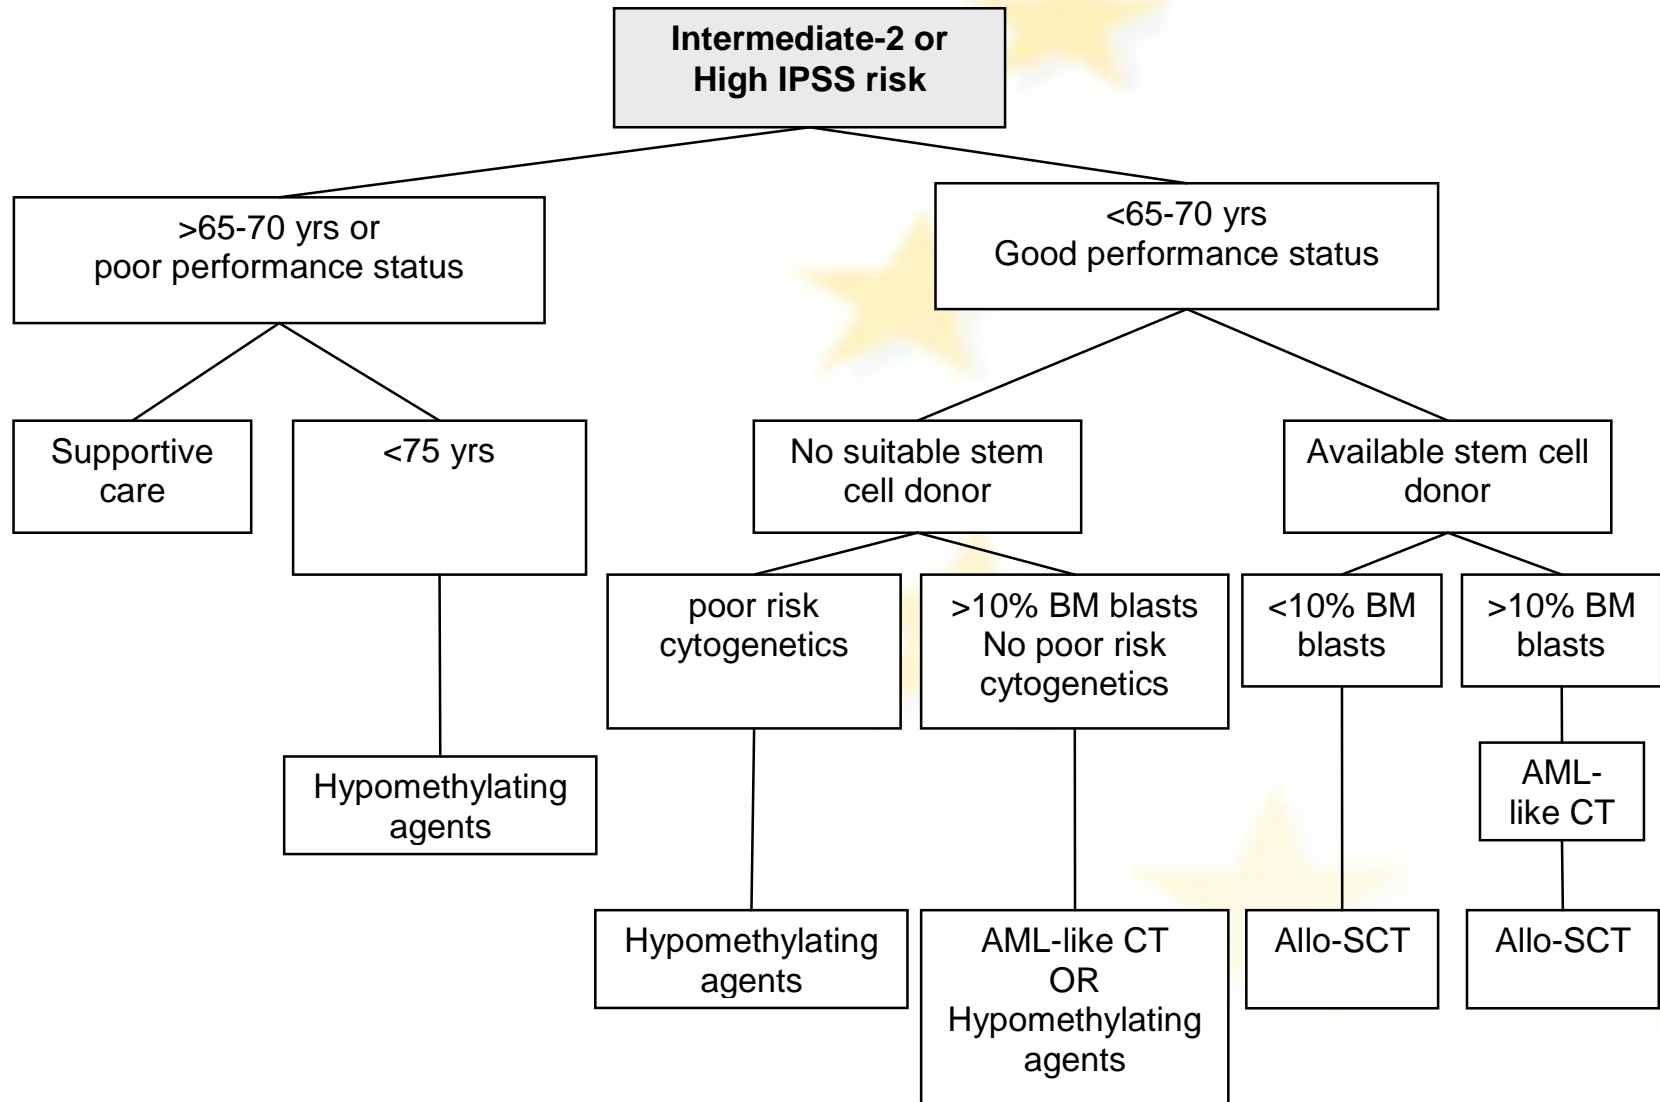 Intermediate-2 or
High IPSS risk
>65-70 yrs or
poor performance status
<65-70 yrs
Good performance status
Supportive
care
<75 yrs
No suitable stem
cell donor
Available stem cell
donor
poor risk
cytogenetics
>10% BM blasts
No poor risk
cytogenetics
<10% BM
blasts
>10% BM
blasts
Hypomethylating
agents
AML-
like CT
Hypomethylating
agents
AML-like CT
OR
Hypomethylating
agents
Allo-SCT
Allo-SCT